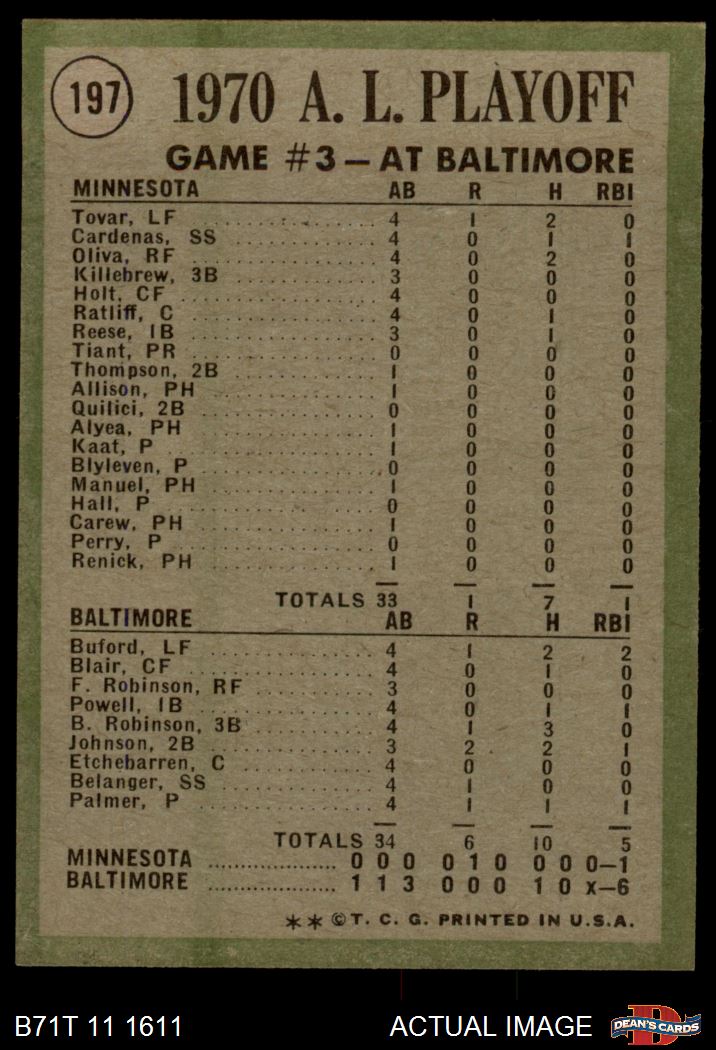 197
1970 A. L. PLAYOFF
GAME #3 – AT BALTIMORE
MINNESOTA AB R H RBI
Tovar, LF .................. 4 1 2 0
Cardenas, SS .............. 4 0 1 1
Oliva, RF .................. 4 0 2 0
Killebrew, 3B .............. 3 0 0 0
Holt, CF .................. 4 0 0 0
Ratliff, C .................. 4 0 1 0
Reese, 1B .................. 3 0 1 0
Tiant, PR .................. 0 0 0 0
Thompson, 2B .............. 1 0 0 0
Allison, PH .................. 1 0 0 0
Quilici, 2B .................. 0 0 0 0
Alyea, PH .................. 1 0 0 0
Kaat, P .................. 1 0 0 0
Blyleven, P .................. 0 0 0 0
Manuel, PH .................. 1 0 0 0
Hall, P .................. 0 0 0 0
Carew, PH .................. 1 0 0 0
Perry, P .................. 0 0 0 0
Renick, PH .................. 1 0 0 0
TOTALS 33 1 7 1
BALTIMORE AB R H RBI
Buford, LF .................. 4 1 2 2
Blair, CF .................. 4 0 1 0
F. Robinson, RF .............. 3 0 0 0
Powell, 1B .................. 4 0 1 1
B. Robinson, 3B .............. 4 1 3 0
Johnson, 2B .................. 3 2 2 1
Etchebarren, C .............. 4 0 0 0
Belanger, SS .................. 4 1 0 0
Palmer, P .................. 4 1 1 1
TOTALS 34 6 10 5
MINNESOTA .................. 0 0 0 0 1 0 0 0 0–1
BALTIMORE .................. 1 1 3 0 0 0 1 0 x–6
** © T. C. G. PRINTED IN U.S.A.
B71T 11 1611 ACTUAL IMAGE DEAN'S CARDS